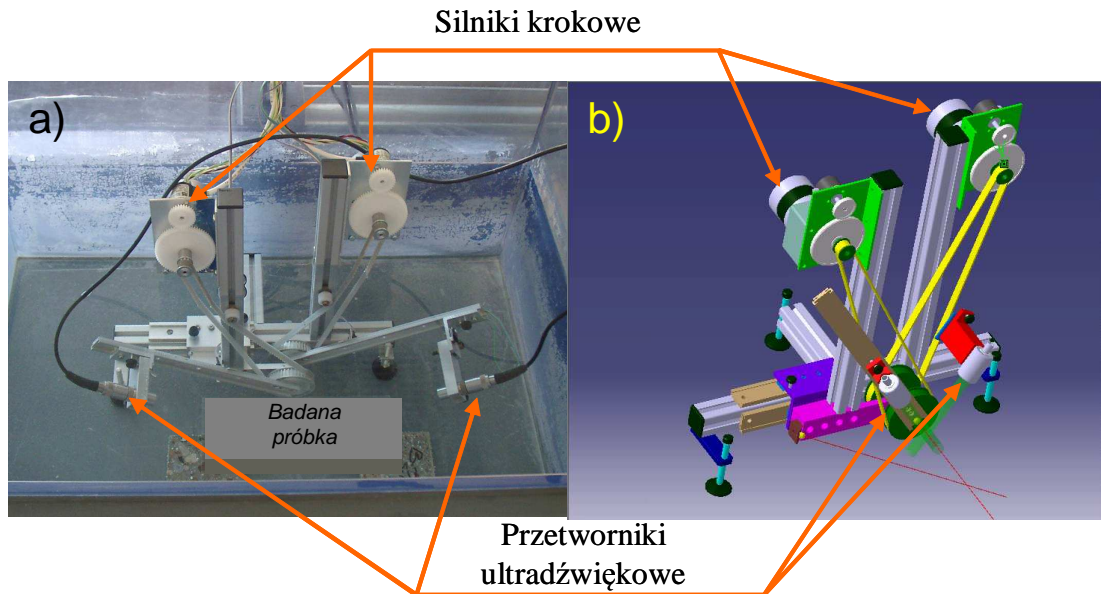 Silniki krokowe
a)
b)
Badana
próbka
Przetworniki
ultradźwiękowe